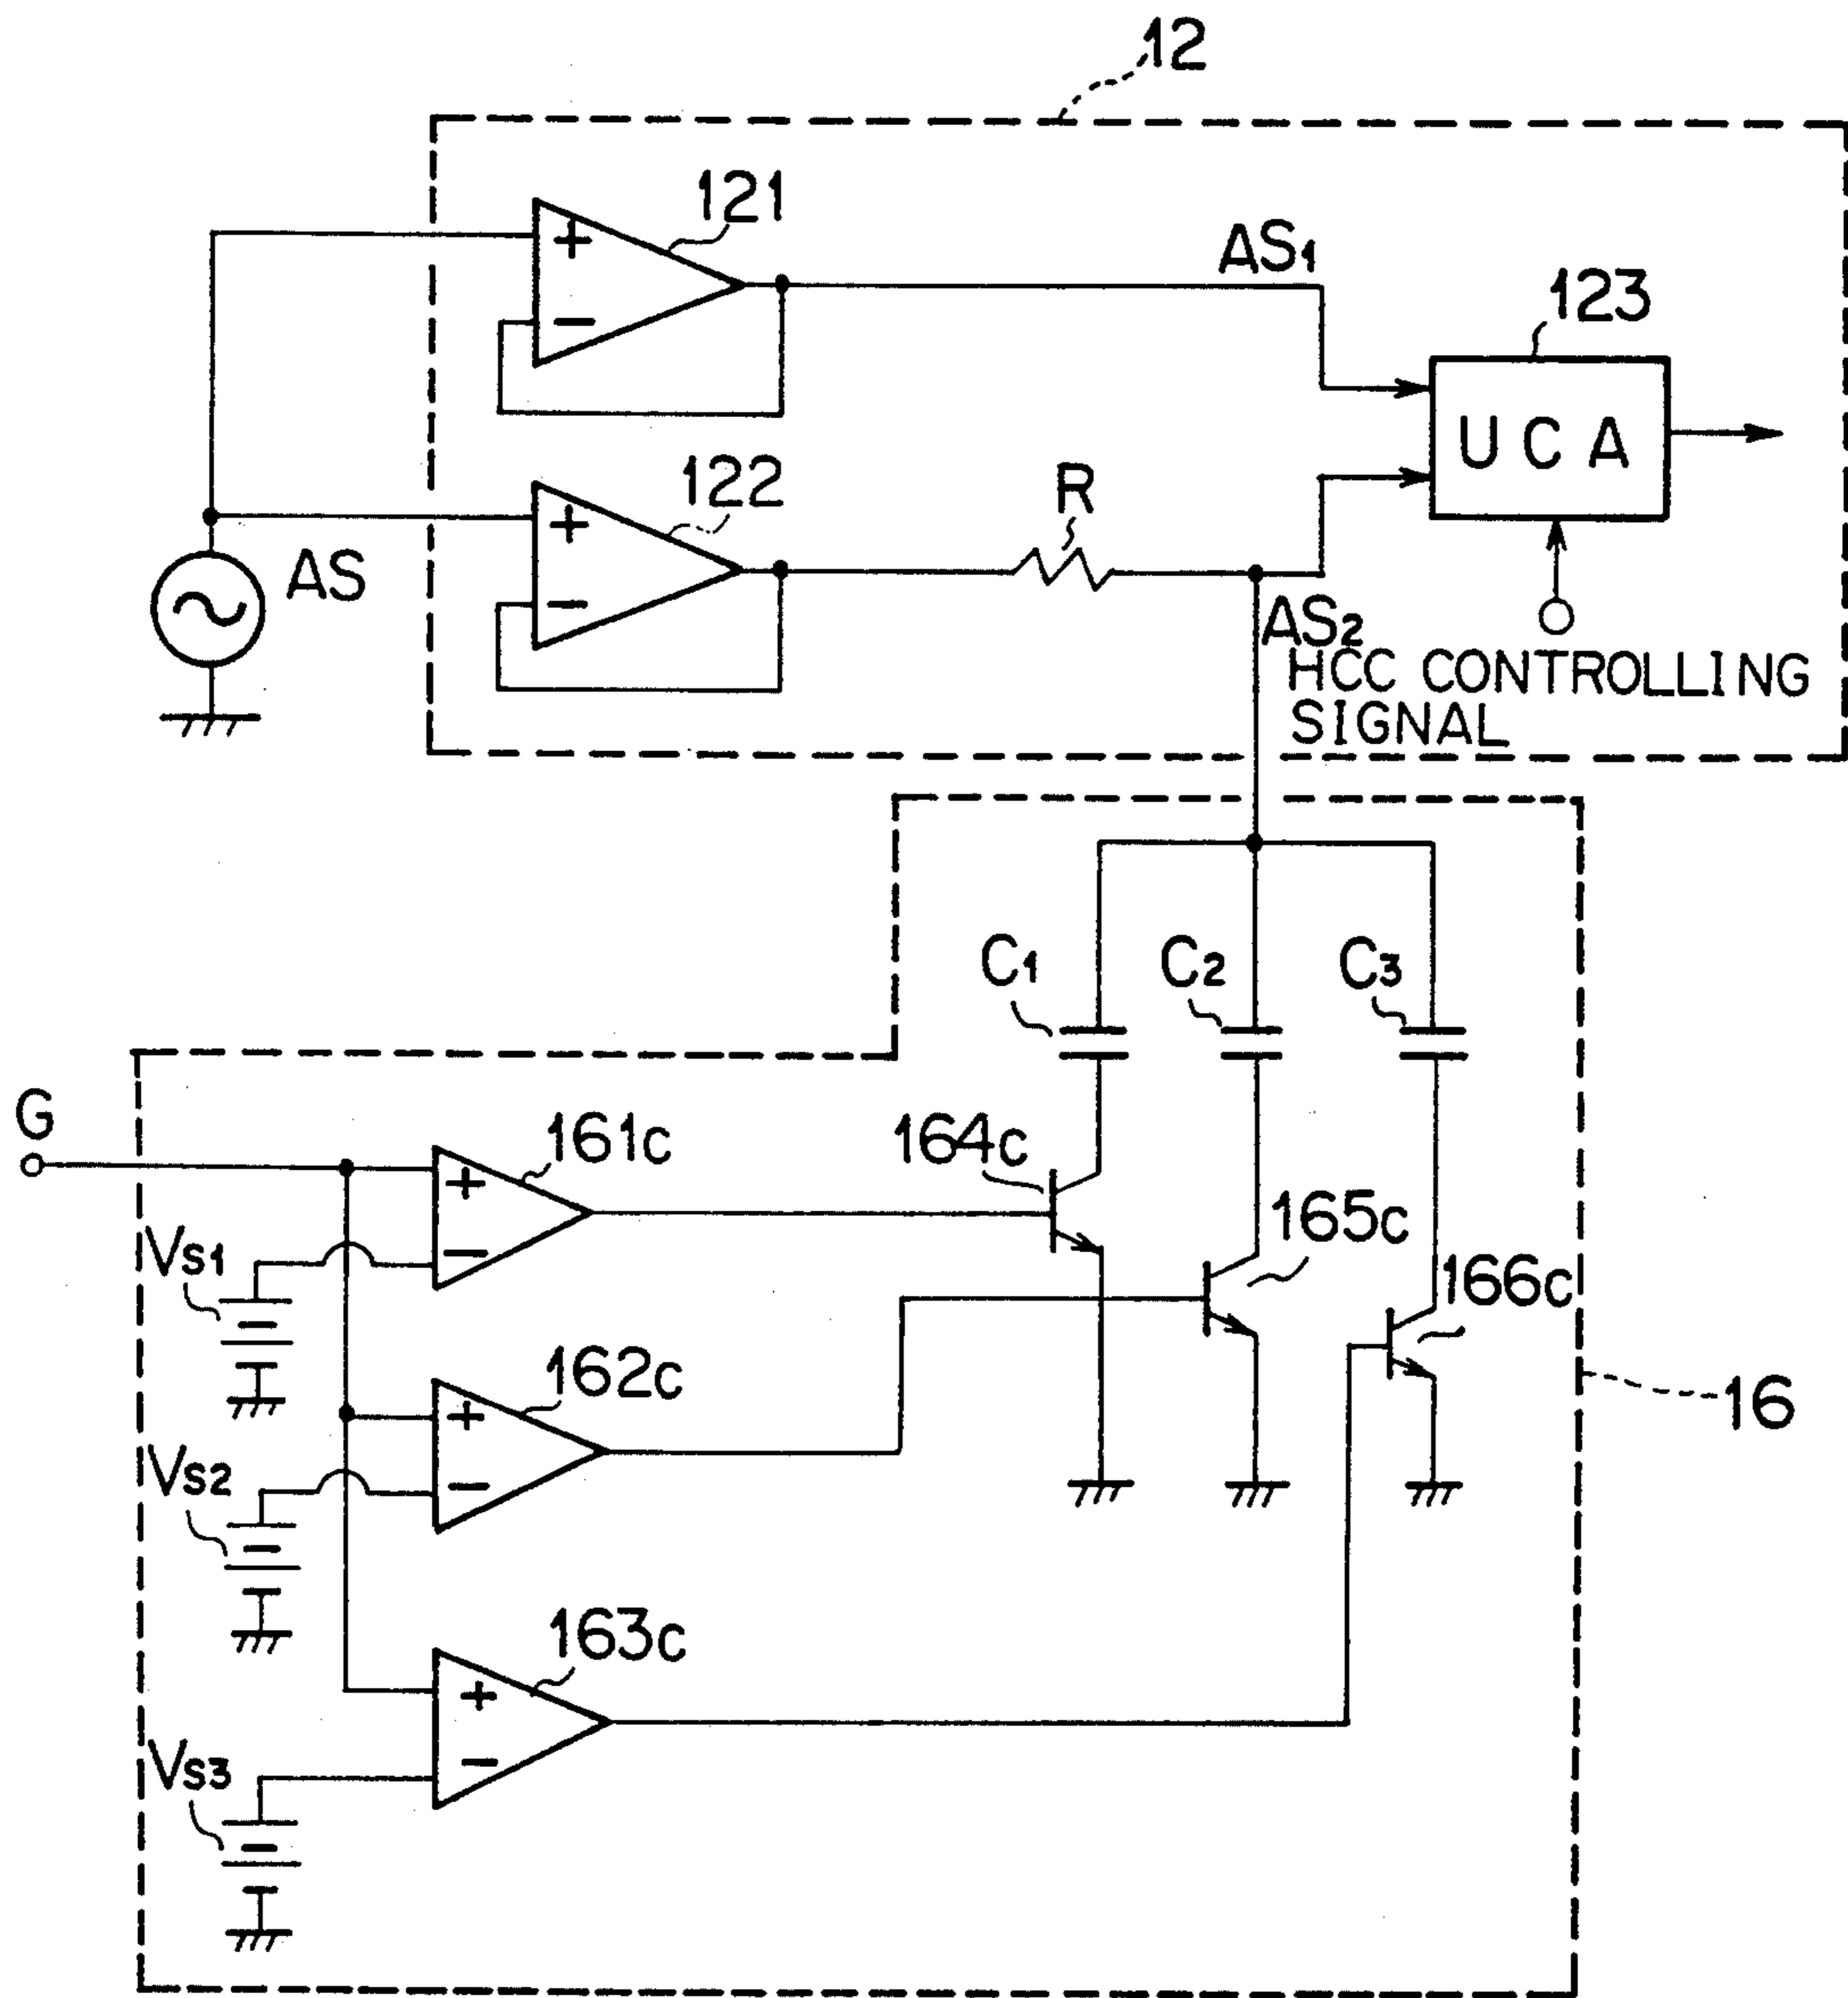 12
121
AS1
123
+
−
U C A
122
R
+
−
AS
AS2
HCC CONTROLLING
SIGNAL
C1
C2
C3
G
161c
164c
+
−
Vs1
165c
166c
162c
16
+
−
Vs2
163c
+
−
Vs3